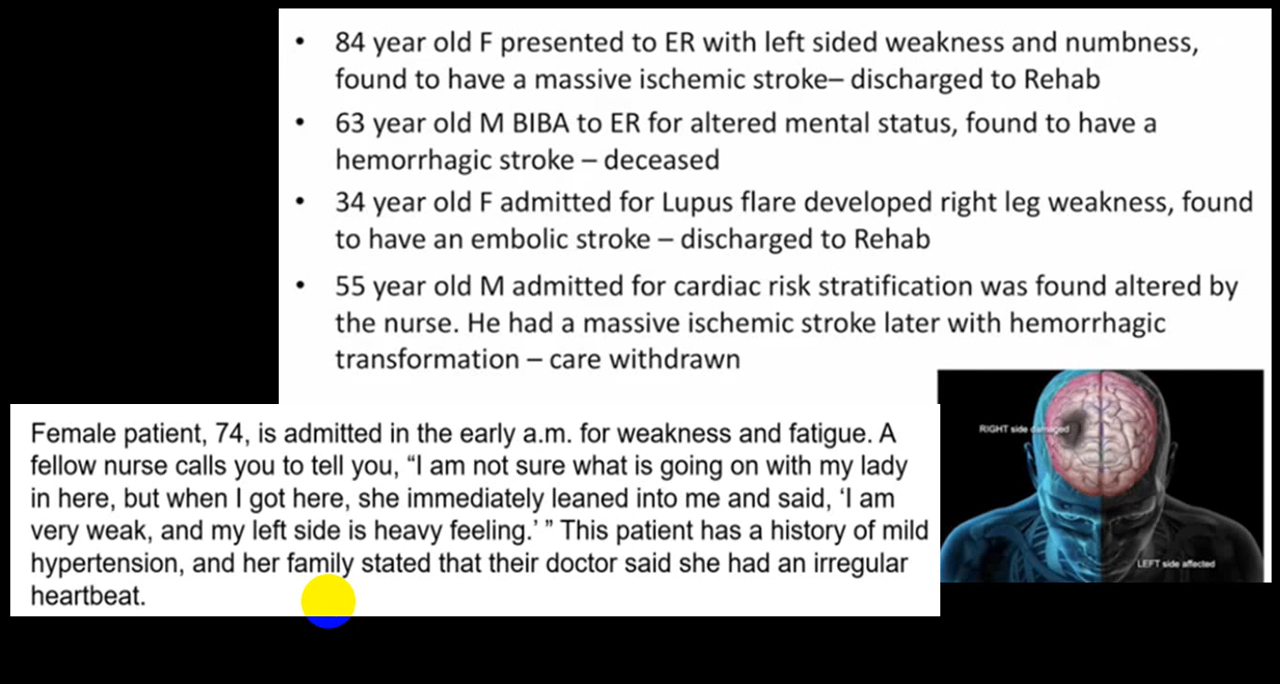 • 84 year old F presented to ER with left sided weakness and numbness,
found to have a massive ischemic stroke– discharged to Rehab
• 63 year old M BIBA to ER for altered mental status, found to have a
hemorrhagic stroke – deceased
• 34 year old F admitted for Lupus flare developed right leg weakness, found
to have an embolic stroke – discharged to Rehab
• 55 year old M admitted for cardiac risk stratification was found altered by
the nurse. He had a massive ischemic stroke later with hemorrhagic
transformation – care withdrawn
Female patient, 74, is admitted in the early a.m. for weakness and fatigue. A
fellow nurse calls you to tell you, “I am not sure what is going on with my lady
in here, but when I got here, she immediately leaned into me and said, ‘I am
very weak, and my left side is heavy feeling.’ ” This patient has a history of mild
hypertension, and her family stated that their doctor said she had an irregular
heartbeat.
RIGHT side damaged
LEFT side affected